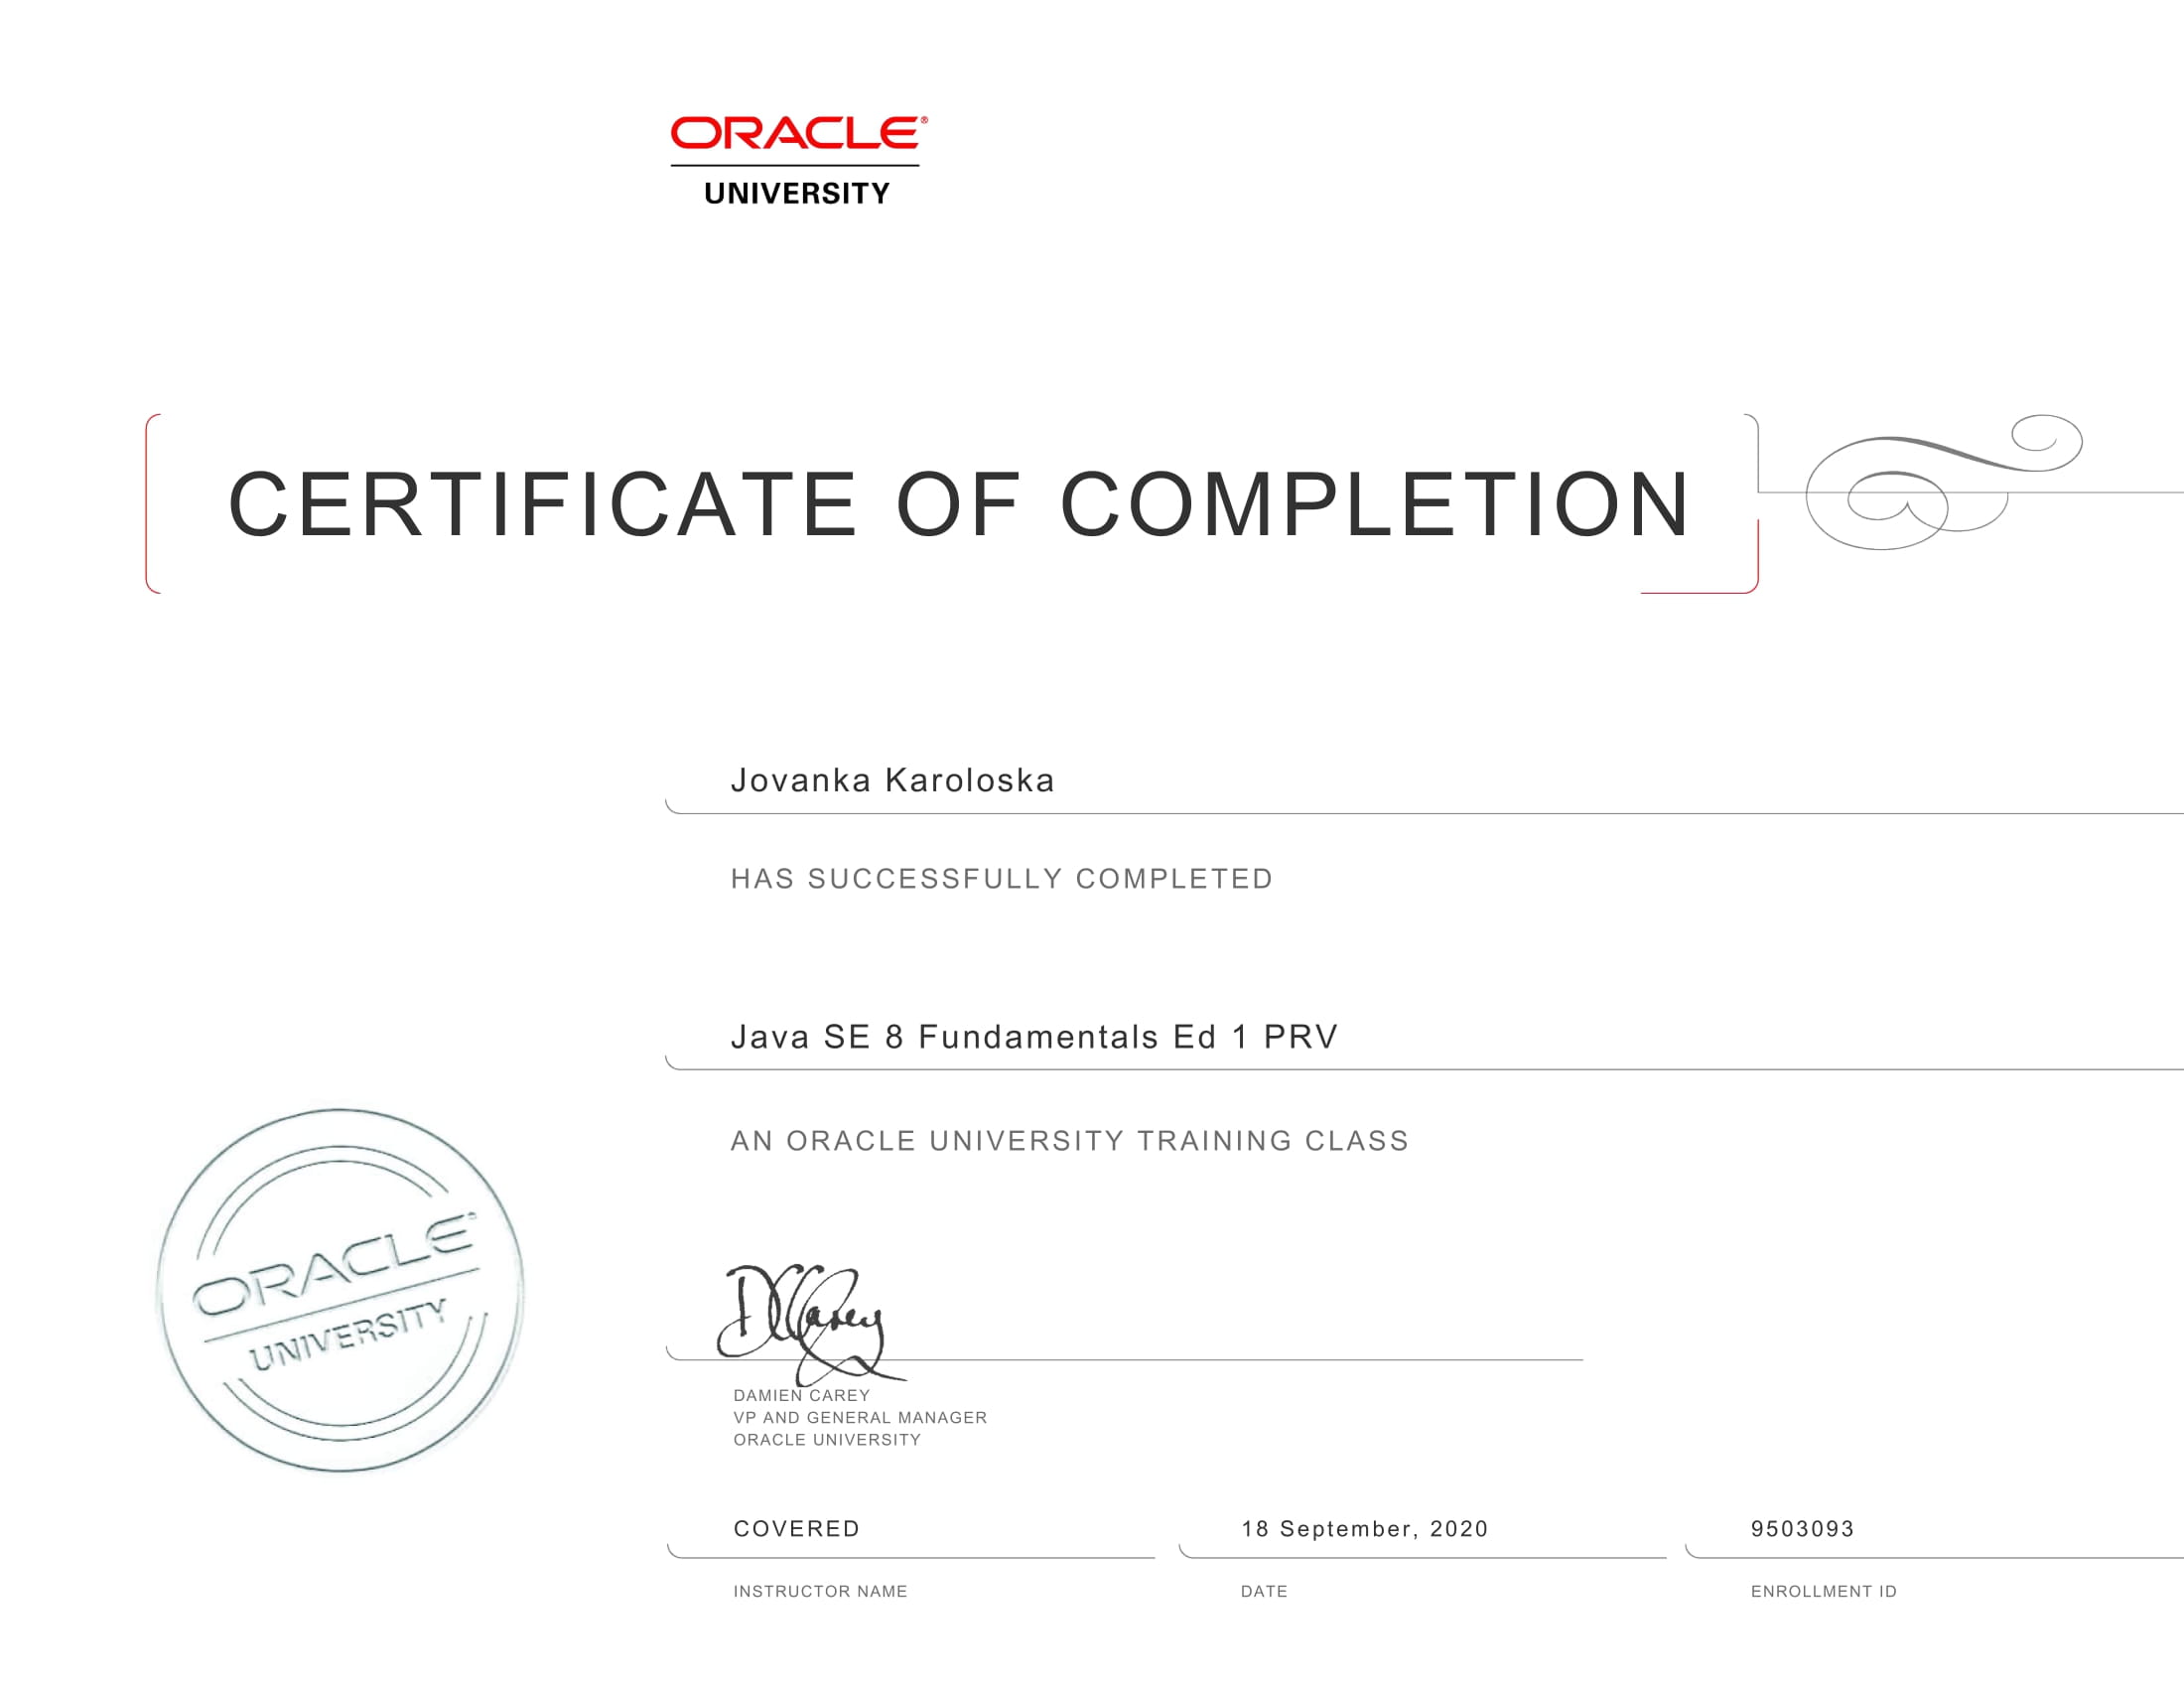 ORACLE®
UNIVERSITY
CERTIFICATE OF COMPLETION
Jovanka Karoloska
HAS SUCCESSFULLY COMPLETED
Java SE 8 Fundamentals Ed 1 PRV
AN ORACLE UNIVERSITY TRAINING CLASS
ORACLE
UNIVERSITY
DCarey
DAMIEN CAREY
VP AND GENERAL MANAGER
ORACLE UNIVERSITY
COVERED 18 September, 2020 9503093
INSTRUCTOR NAME DATE ENROLLMENT ID